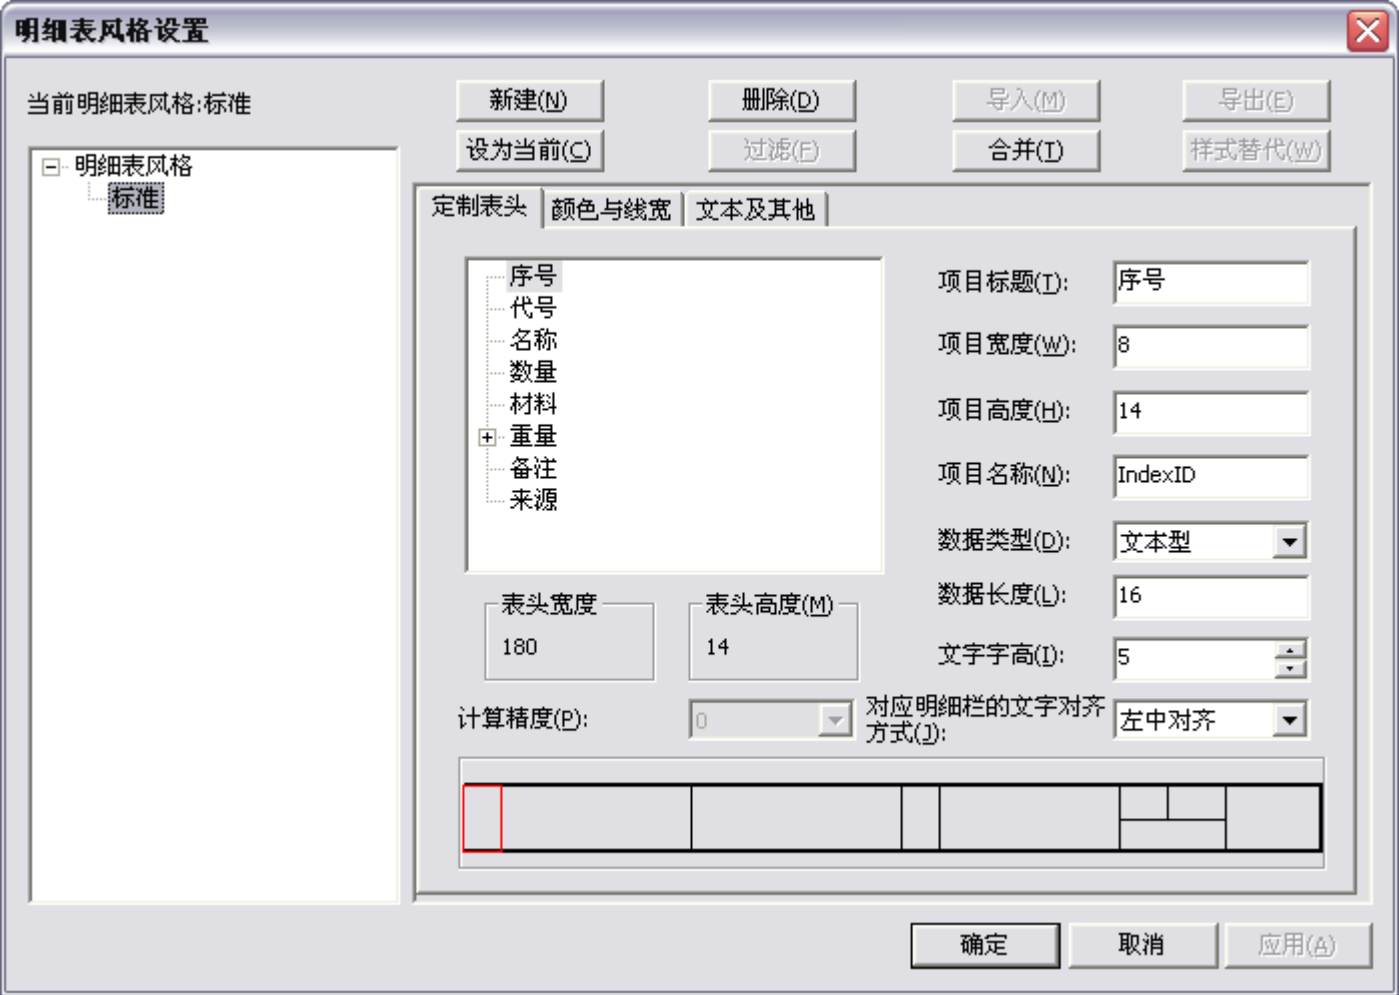 明细表风格设置
当前明细表风格:标准
新建(N)
删除(D)
导入(M)
导出(E)
设为当前(C)
过滤(F)
合并(T)
样式替代(W)
明细表风格
标准
定制表头
颜色与线宽
文本及其他
序号
代号
名称
数量
材料
重量
备注
来源
项目标题(T):
序号
项目宽度(W):
8
项目高度(H):
14
项目名称(N):
IndexID
数据类型(D):
文本型
数据长度(L):
16
文字字高(I):
5
表头宽度
180
表头高度(M)
14
计算精度(P):
0
对应明细栏的文字对齐
方式(J):
左中对齐
确定
取消
应用(A)